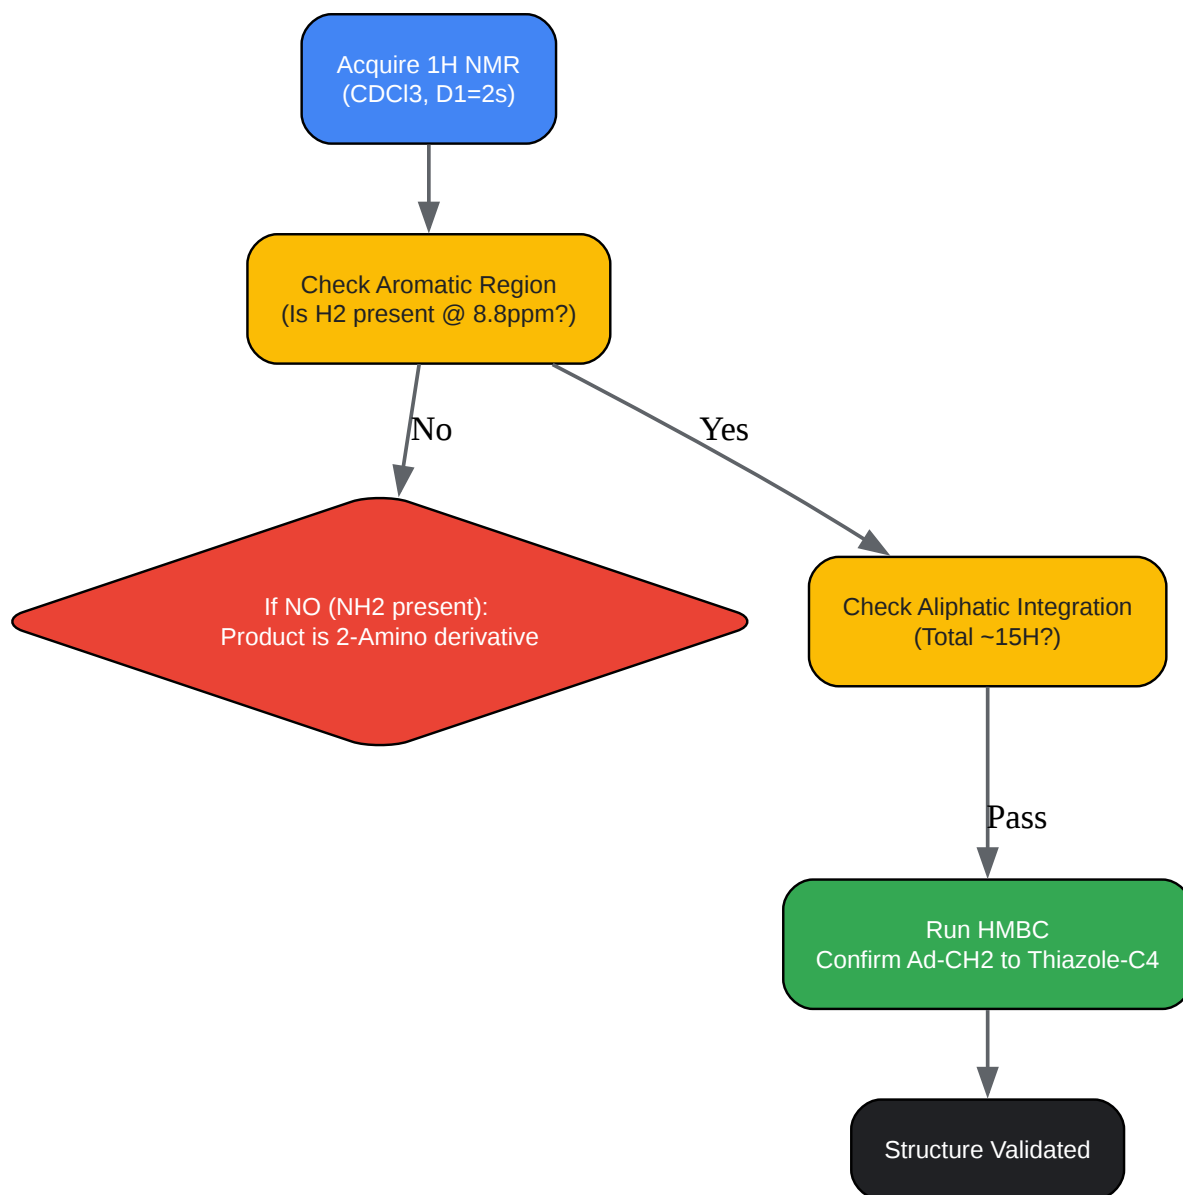 Acquire 1H NMR
(CDCl3, D1=2s)
Check Aromatic Region
(Is H2 present @ 8.8ppm?)
No
Yes
If NO (NH2 present):
Product is 2-Amino derivative
Check Aliphatic Integration
(Total ~15H?)
Pass
Run HMBC
Confirm Ad-CH2 to Thiazole-C4
Structure Validated